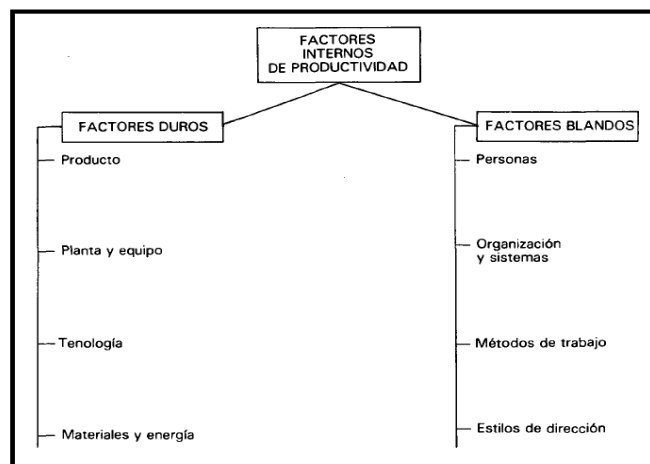 FACTORES
INTERNOS
DE PRODUCTIVIDAD
FACTORES DUROS
Producto
Planta y equipo
Tenología
Materiales y energía
FACTORES BLANDOS
Personas
Organización
y sistemas
Métodos de trabajo
Estilos de dirección